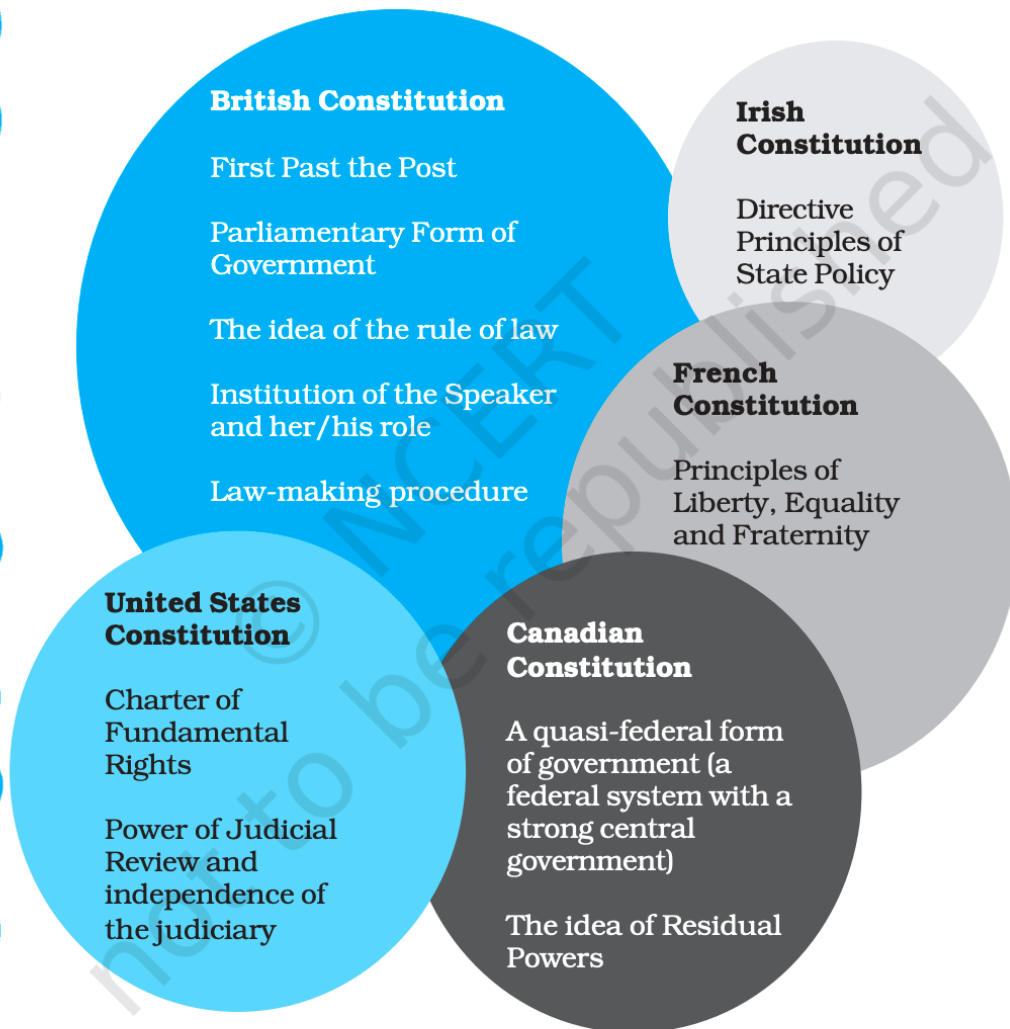 British Constitution
First Past the Post
Parliamentary Form of
Government
The idea of the rule of law
Institution of the Speaker
and her/his role
Law-making procedure
Irish
Constitution
Directive
Principles of
State Policy
French
Constitution
Principles of
Liberty, Equality
and Fraternity
United States
Constitution
Charter of
Fundamental
Rights
Power of Judicial
Review and
independence of
the judiciary
Canadian
Constitution
A quasi-federal form
of government (a
federal system with a
strong central
government)
The idea of Residual
Powers
© NCERT
not to be republished